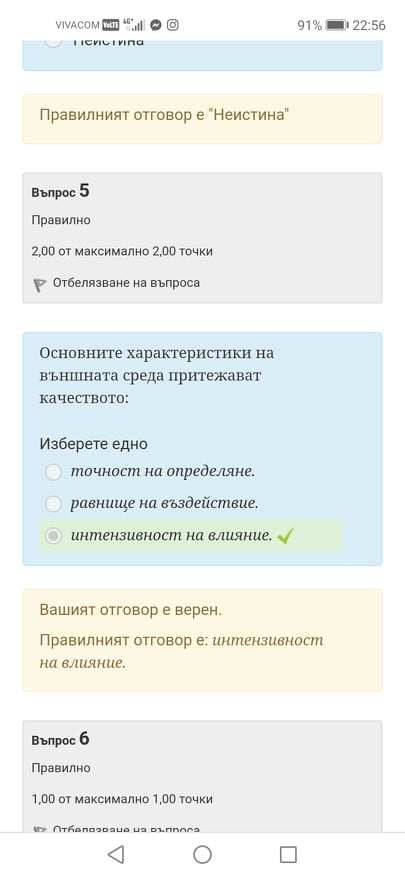 VIVACOM VoLTE 4G+ 91% 22:56
Неистина
Правилният отговор е "Неистина"
Въпрос 5
Правилно
2,00 от максимално 2,00 точки
Отбелязване на въпроса
Основните характеристики на
външната среда притежават
качеството:
Изберете едно
точност на определяне.
равнище на въздействие.
интензивност на влияние.
Вашият отговор е верен.
Правилният отговор е: интензивност
на влияние.
Въпрос 6
Правилно
1,00 от максимално 1,00 точки
Отбелязване на въпроса